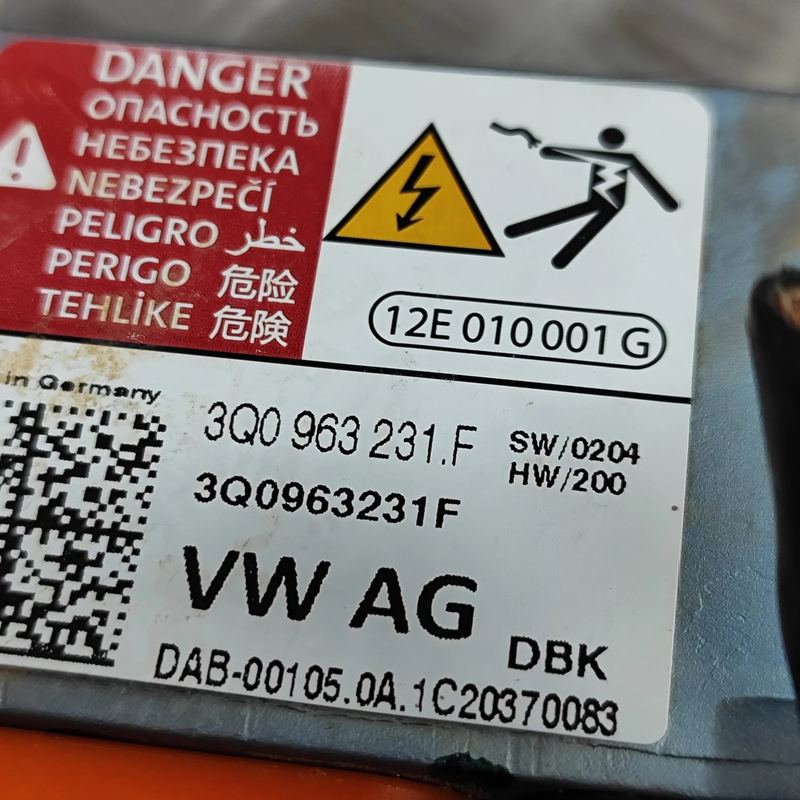 DANGER
ОПАСНОСТЬ
НЕБЕЗПЕКА
NEBEZPEČÍ
PELIGRO خطر
PERIGO 危险
TEHLİKE 危険
12E 010 001 G
in Germany
3Q0 963 231.F SW/0204
HW/200
3Q0963231F
VW AG
DBK
DAB-00105.0A.1C20370083